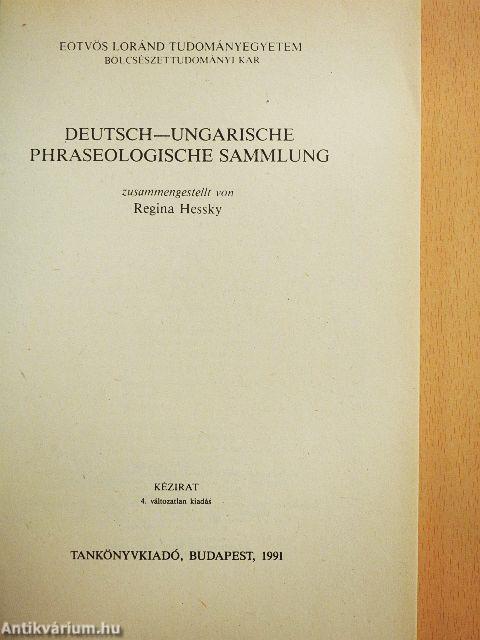 EOTVÖS LORÁND TUDOMÁNYEGYETEM
BÖLCSÉSZETTUDOMÁNYI KAR
DEUTSCH—UNGARISCHE
PHRASEOLOGISCHE SAMMLUNG
zusammengestellt von
Regina Hessky
KÉZIRAT
4. változatlan kiadás
TANKÖNYVKIADÓ, BUDAPEST, 1991
Antikvárium.hu